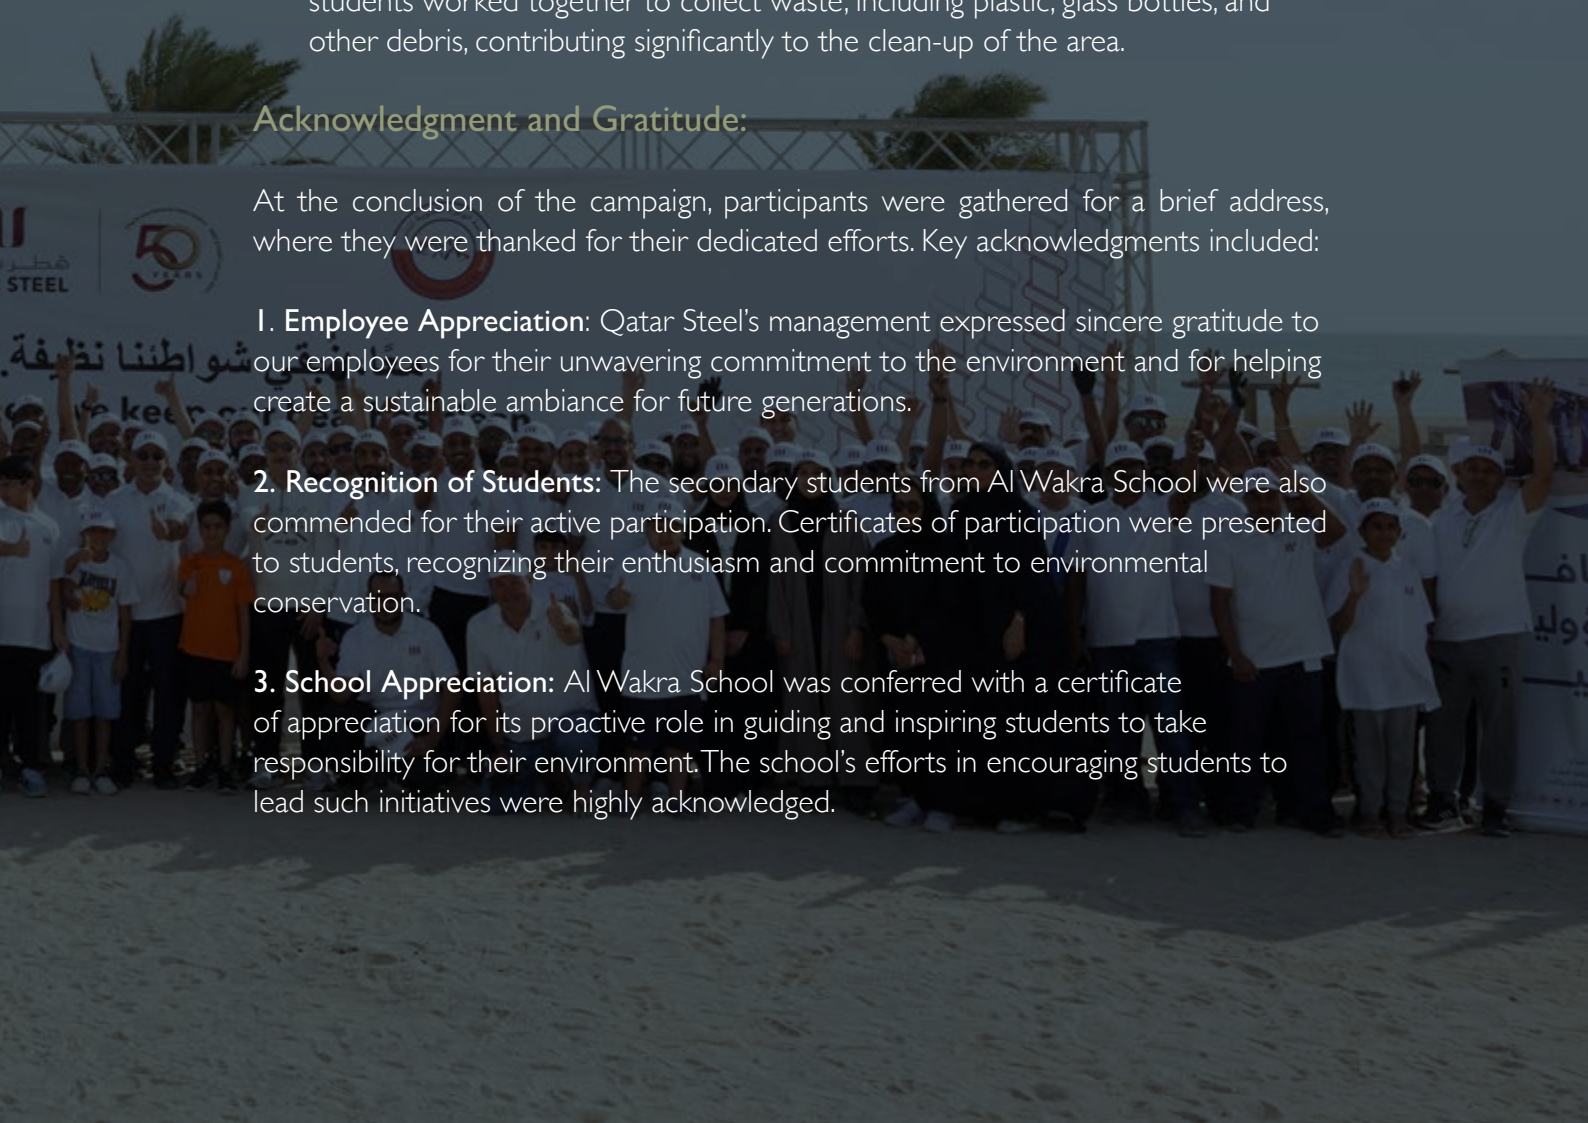 students worked together to collect waste, including plastic, glass bottles, and
other debris, contributing significantly to the clean-up of the area.
Acknowledgment and Gratitude:
At the conclusion of the campaign, participants were gathered for a brief address,
where they were thanked for their dedicated efforts. Key acknowledgments included:
1. Employee Appreciation: Qatar Steel’s management expressed sincere gratitude to
our employees for their unwavering commitment to the environment and for helping
create a sustainable ambiance for future generations.
2. Recognition of Students: The secondary students from Al Wakra School were also
commended for their active participation. Certificates of participation were presented
to students, recognizing their enthusiasm and commitment to environmental
conservation.
3. School Appreciation: Al Wakra School was conferred with a certificate
of appreciation for its proactive role in guiding and inspiring students to take
responsibility for their environment. The school’s efforts in encouraging students to
lead such initiatives were highly acknowledged.
50
YEARS
STEEL
شواطئنا نظيفة.
keep